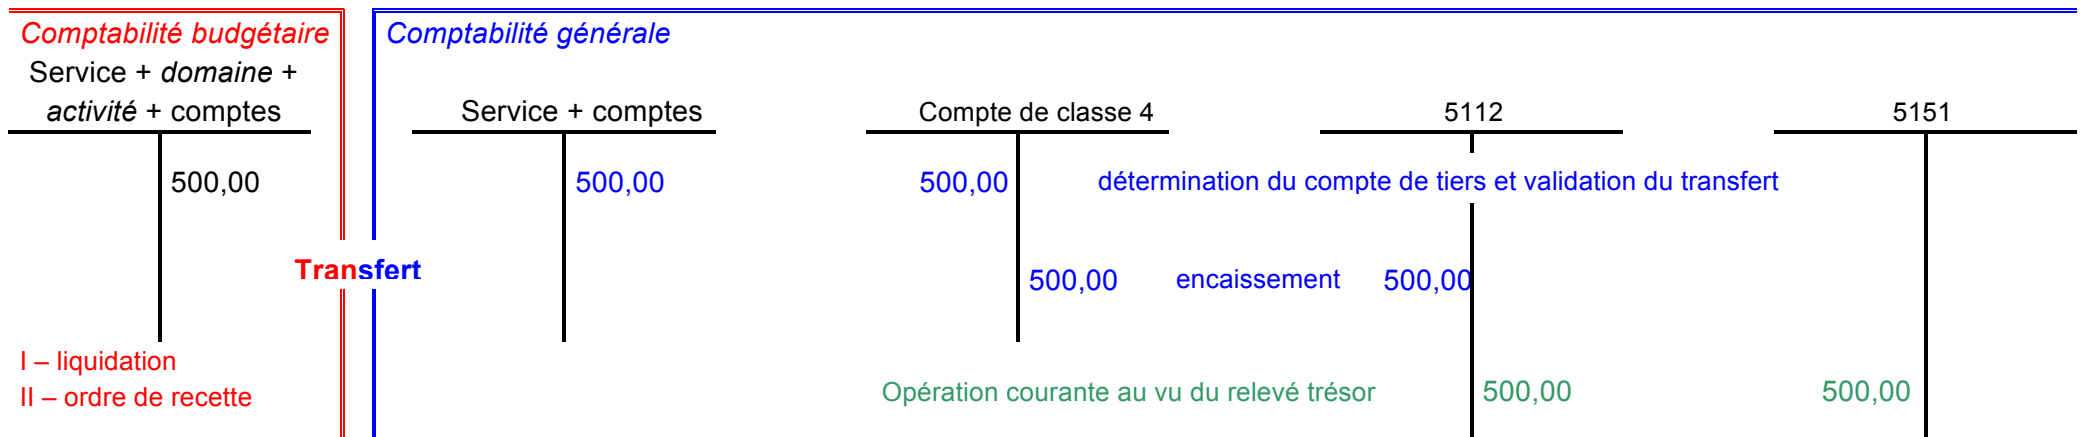 Comptabilité budgétaire
Comptabilité générale
Service + domaine +
activité + comptes
Service + comptes
Compte de classe 4
5112
5151
500,00
500,00
500,00
détermination du compte de tiers et validation du transfert
Transfert
500,00
encaissement
500,00
I – liquidation
II – ordre de recette
Opération courante au vu du relevé trésor
500,00
500,00